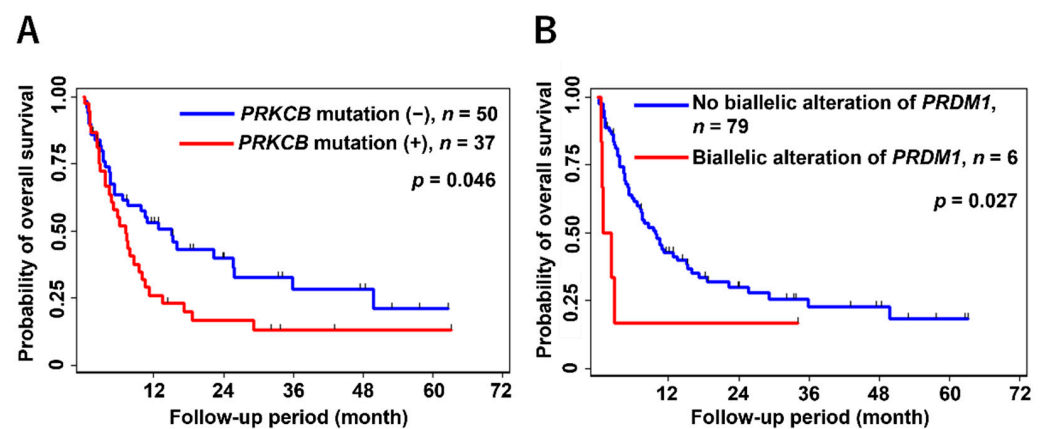 A
Probability of overall survival
1.00
0.75
0.50
0.25
0
PRKCB mutation (−), n = 50
PRKCB mutation (+), n = 37
p = 0.046
12 24 36 48 60 72
Follow-up period (month)
B
Probability of overall survival
1.00
0.75
0.50
0.25
0
No biallelic alteration of PRDM1,
n = 79
Biallelic alteration of PRDM1, n = 6
p = 0.027
12 24 36 48 60 72
Follow-up period (month)